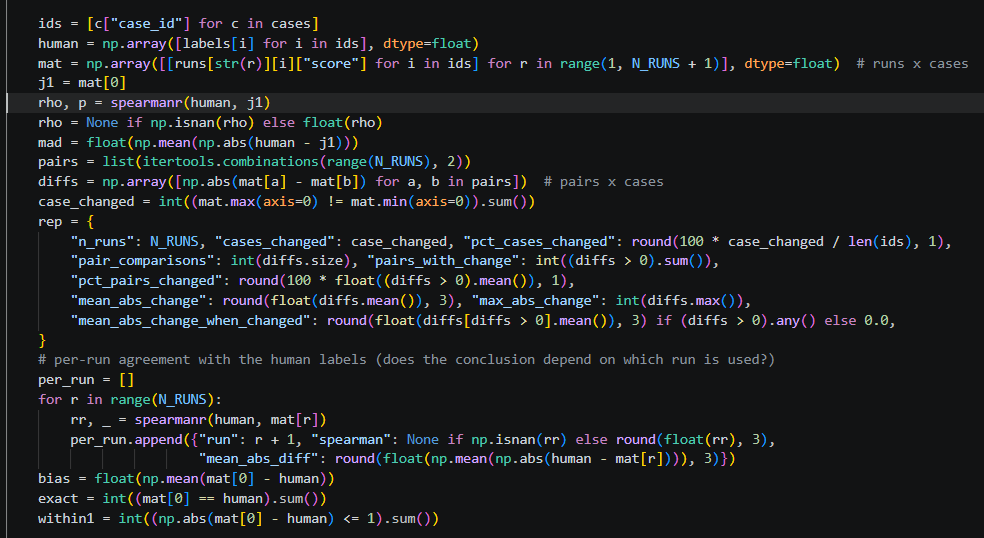 ids = [c["case_id"] for c in cases]
human = np.array([labels[i] for i in ids], dtype=float)
mat = np.array([[runs[str(r)][i]["score"] for i in ids] for r in range(1, N_RUNS + 1)], dtype=float)  # runs x cases
j1 = mat[0]
rho, p = spearmanr(human, j1)
rho = None if np.isnan(rho) else float(rho)
mad = float(np.mean(np.abs(human - j1)))
pairs = list(itertools.combinations(range(N_RUNS), 2))
diffs = np.array([np.abs(mat[a] - mat[b]) for a, b in pairs])  # pairs x cases
case_changed = int((mat.max(axis=0) != mat.min(axis=0)).sum())
rep = {
    "n_runs": N_RUNS, "cases_changed": case_changed, "pct_cases_changed": round(100 * case_changed / len(ids), 1),
    "pair_comparisons": int(diffs.size), "pairs_with_change": int((diffs > 0).sum()),
    "pct_pairs_changed": round(100 * float((diffs > 0).mean()), 1),
    "mean_abs_change": round(float(diffs.mean()), 3), "max_abs_change": int(diffs.max()),
    "mean_abs_change_when_changed": round(float(diffs[diffs > 0].mean()), 3) if (diffs > 0).any() else 0.0,
}
# per-run agreement with the human labels (does the conclusion depend on which run is used?)
per_run = []
for r in range(N_RUNS):
    rr, _ = spearmanr(human, mat[r])
    per_run.append({"run": r + 1, "spearman": None if np.isnan(rr) else round(float(rr), 3),
                    "mean_abs_diff": round(float(np.mean(np.abs(human - mat[r]))), 3)})
bias = float(np.mean(mat[0] - human))
exact = int((mat[0] == human).sum())
within1 = int((np.abs(mat[0] - human) <= 1).sum())